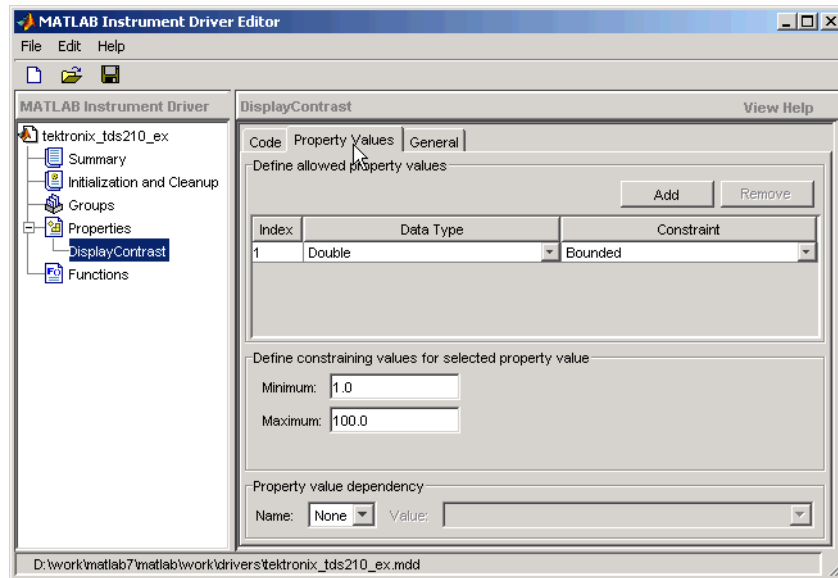 MATLAB Instrument Driver Editor
File Edit Help
MATLAB Instrument Driver
DisplayContrast
View Help
tektronix_tds210_ex
Summary
Initialization and Cleanup
Groups
Properties
DisplayContrast
Functions
Code
Property Values
General
Define allowed property values
Add
Remove
Index
Data Type
Constraint
1
Double
Bounded
Define constraining values for selected property value
Minimum: 1.0
Maximum: 100.0
Property value dependency
Name: None
Value:
D:\work\matlab7\matlab\work\drivers\tektronix_tds210_ex.mdd